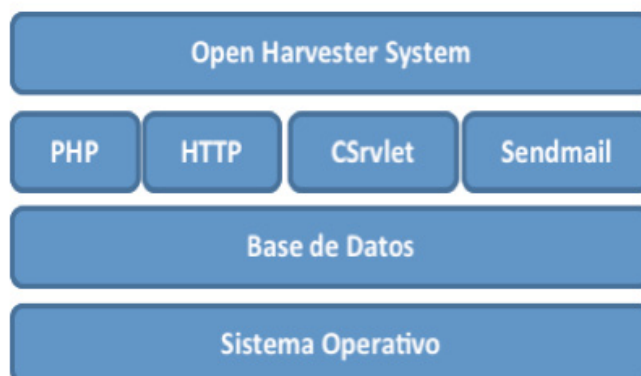 Open Harvester System
PHP HTTP CSrvlet Sendmail
Base de Datos
Sistema Operativo